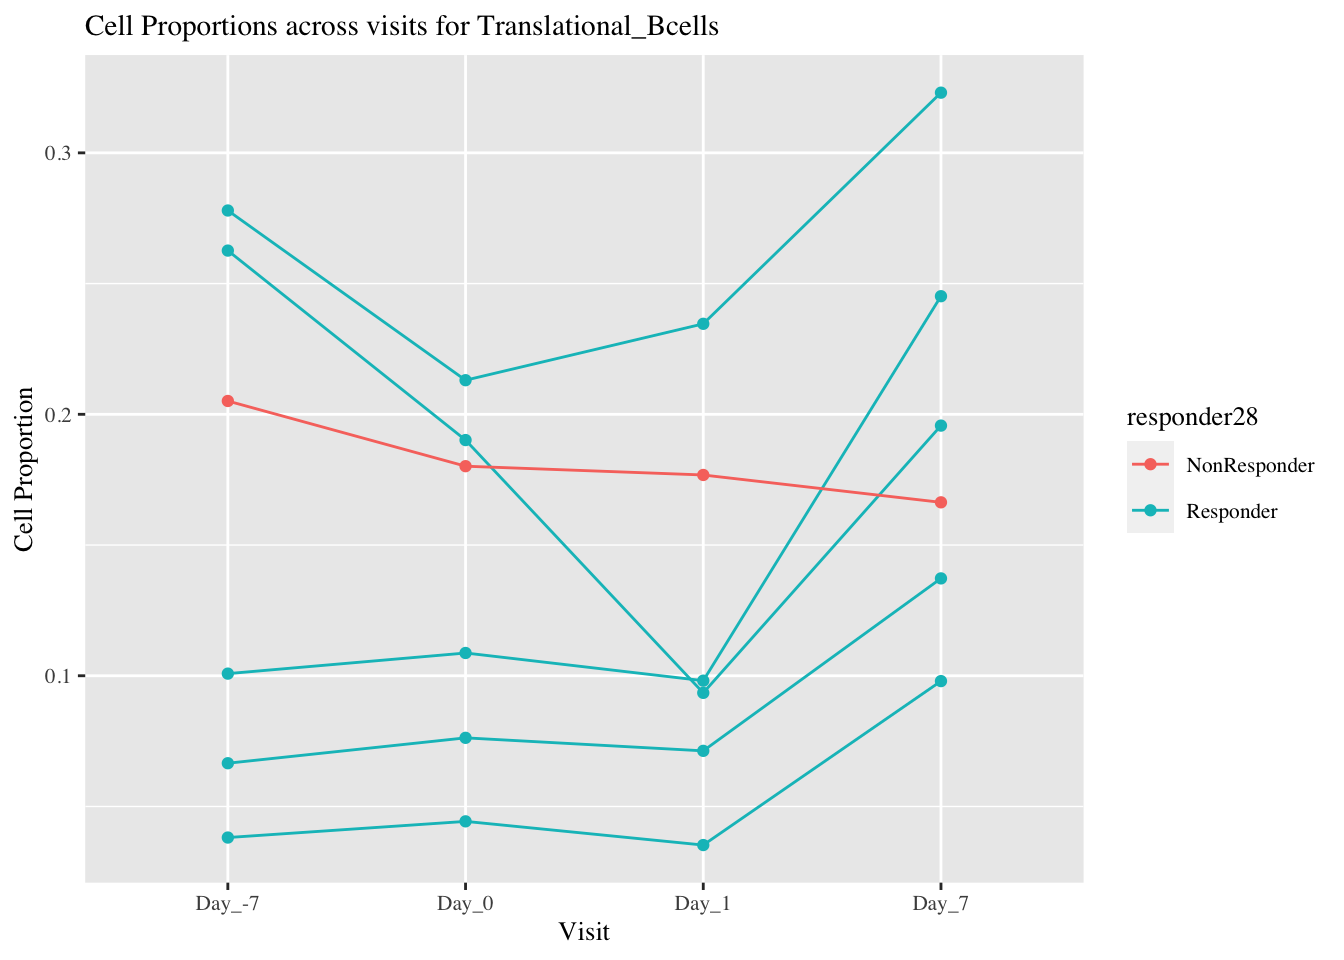 Cell Proportions across visits for Translational_Bcells
0.3
0.2
0.1
Cell Proportion
Day_-7
Day_0
Day_1
Day_7
Visit
responder28
NonResponder
Responder